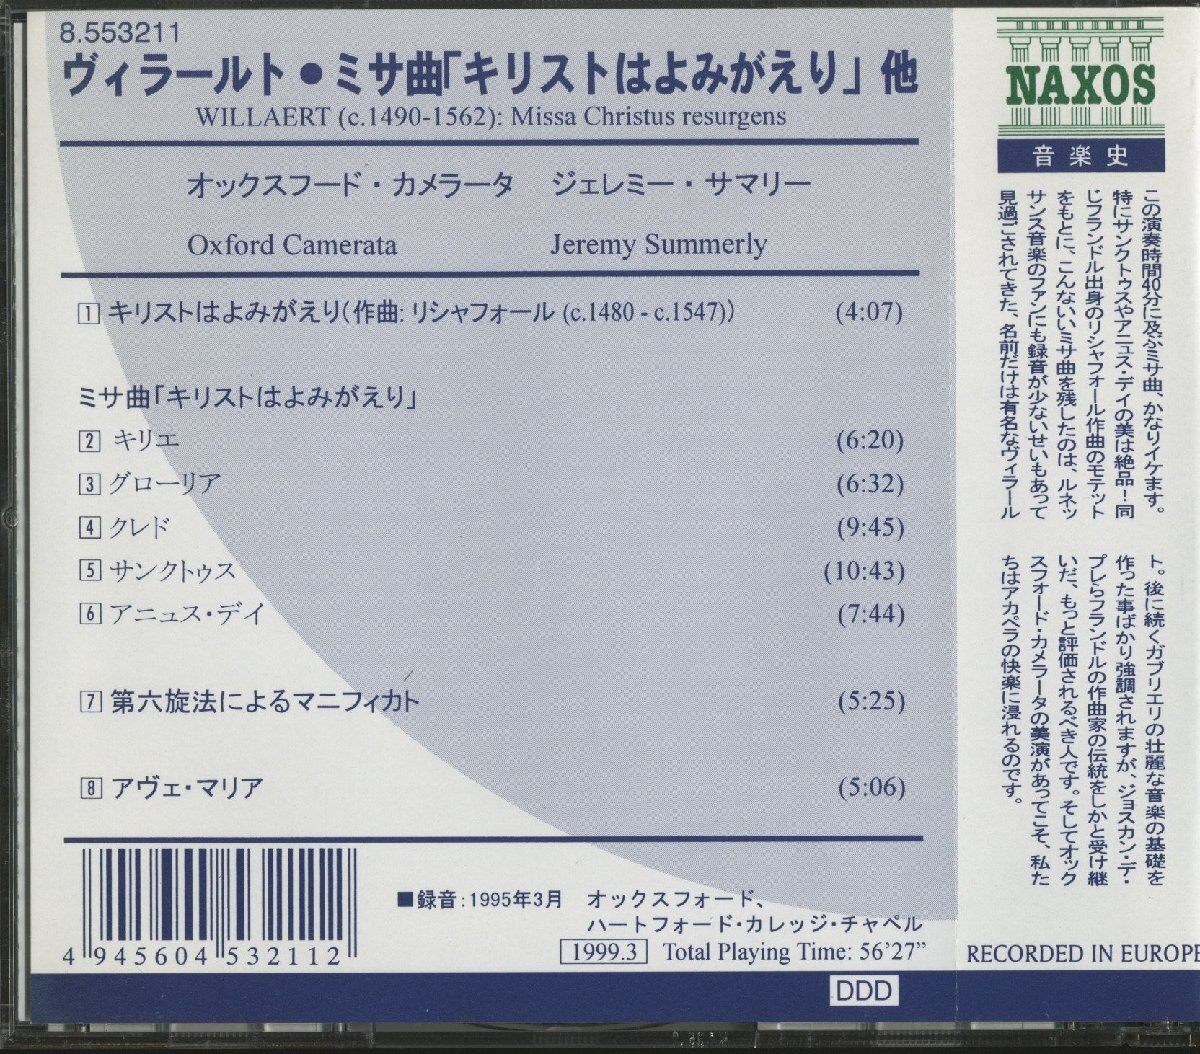 8.553211
ヴィラールト●ミサ曲「キリストはよみがえり」 他
WILLAERT (c.1490-1562): Missa Christus resurgens
オックスフード・カメラータ ジェレミー・サマリー
Oxford Camerata Jeremy Summerly
1 キリストはよみがえり(作曲: リシャフォール (c.1480 - c.1547)) (4:07)
ミサ曲「キリストはよみがえり」
2 キリエ (6:20)
3 グローリア (6:32)
4 クレド (9:45)
5 サンクトゥス (10:43)
6 アニュス・デイ (7:44)
7 第六旋法によるマニフィカト (5:25)
8 アヴェ・マリア (5:06)
4 945604 532112
■録音:1995年3月 オックスフォード、
ハートフォード・カレッジ・チャペル
1999.3 Total Playing Time: 56'27”
DDD
NAXOS
音楽史
この演奏時間40分に及ぶミサ曲、かなりイケます。
特にサンクトゥスやアニュス・デイの美は絶品!同
じフランドル出身のリシャフォール作曲のモテット
をもとに、こんないいミサ曲を残したのは、ルネッ
サンス音楽のファンにも録音が少ないせいもあって
見過ごされてきた、名前だけは有名なヴィラール
ト。後に続くガブリエリの壮麗な音楽の基礎を
作った事ばかり強調されますが、ジョスカン・デ・
プレらフランドルの作曲家の伝統をしかと受け継
いだ、もっと評価されるべき人です。そしてオック
スフォード・カメラータの美演があってこそ、私た
ちはアカペラの快楽に浸れるのです。
RECORDED IN EUROPE